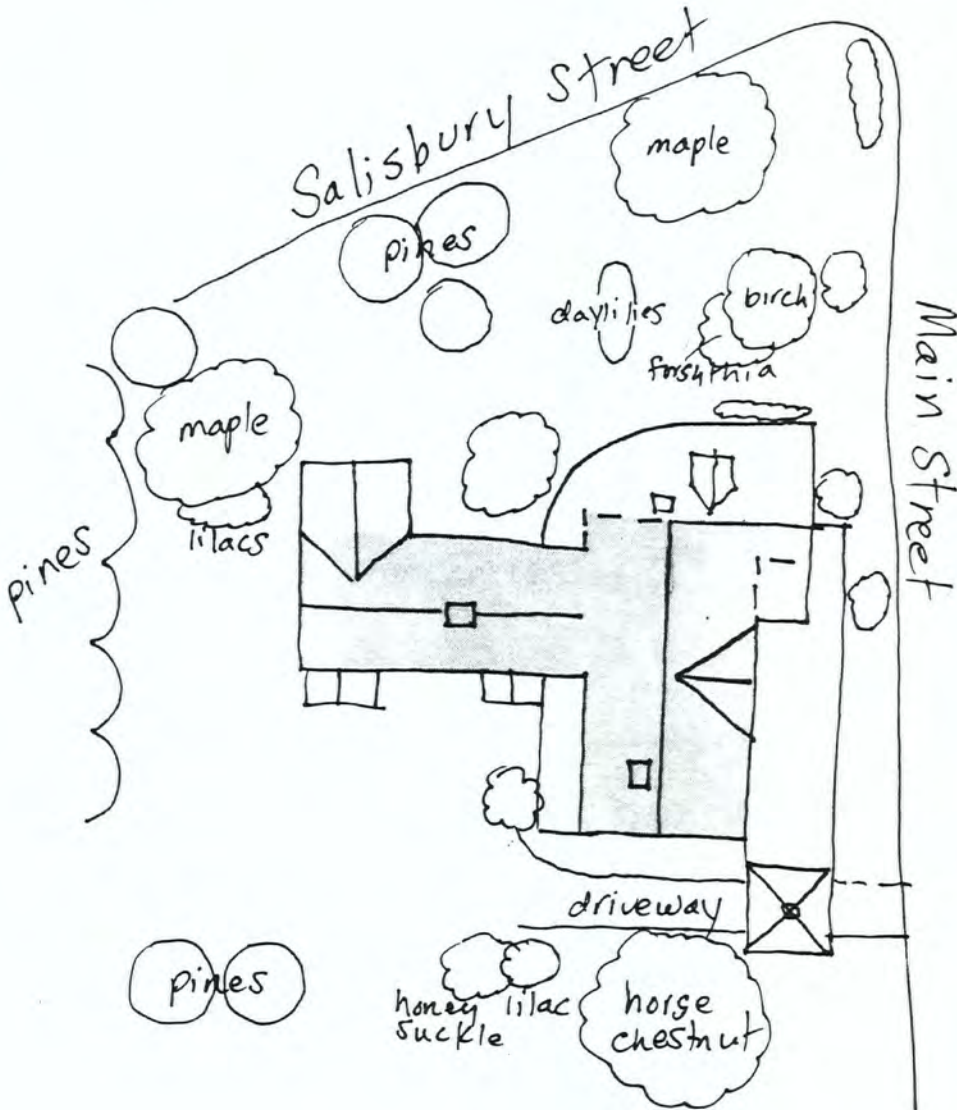 Salisbury Street
maple
pines
daylilies
birch
forsythia
Main Street
maple
lilacs
pines
driveway
pines
honey
suckle
lilac
horse
chestnut